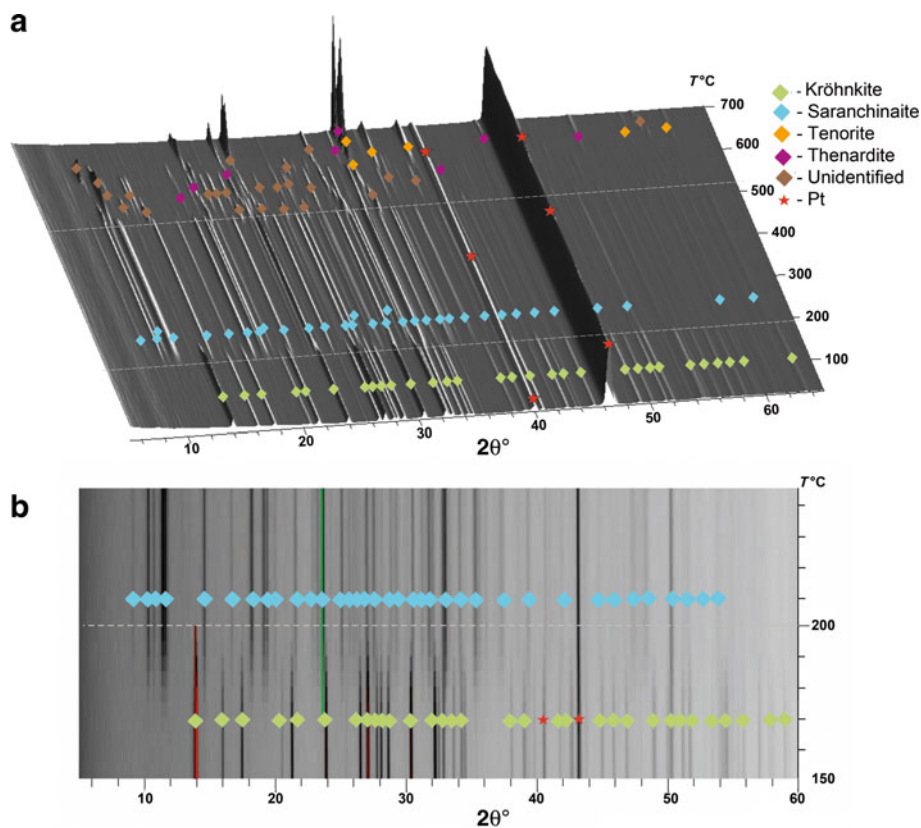 a
T°C
700
600
500
400
300
200
100
- Kröhnkite
- Saranchinaite
- Tenorite
- Thenardite
- Unidentified
- Pt
10 20 30 40 50 60
2θ°
b
T°C
200
150
10 20 30 40 50 60
2θ°